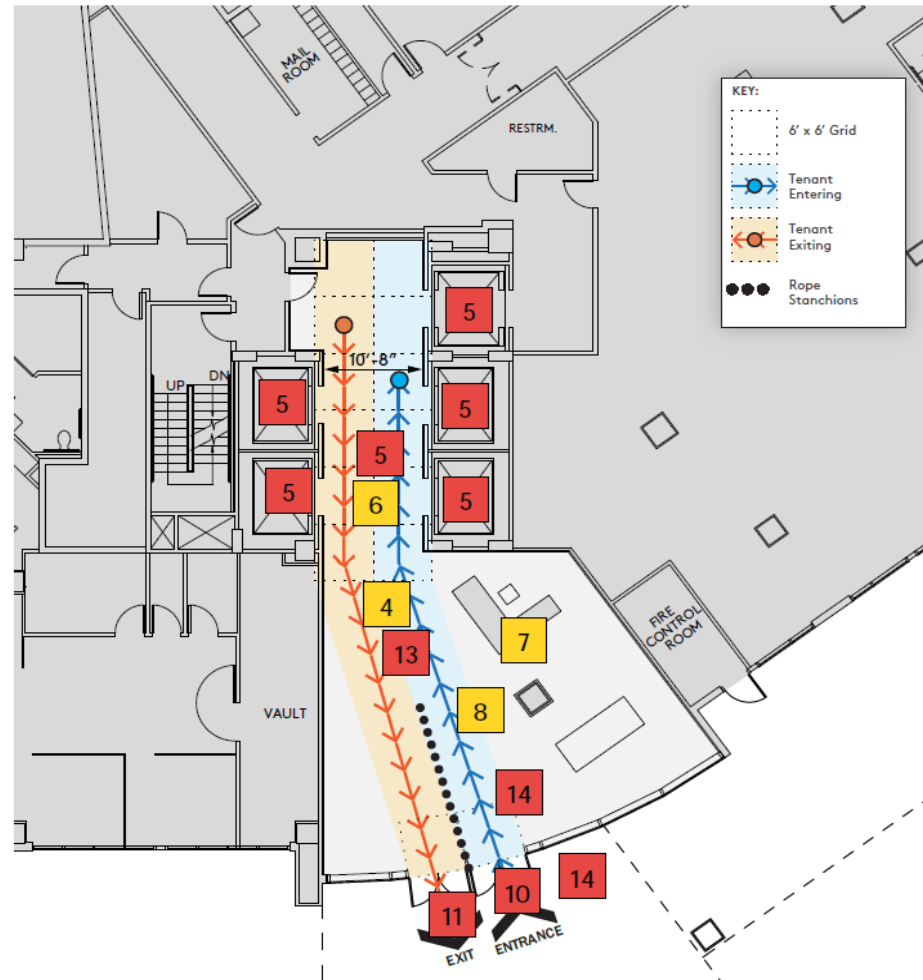 MAIL
ROOM
RESTRM.
KEY:
6' x 6' Grid
Tenant
Entering
Tenant
Exiting
Rope
Stanchions
5
10'-8"
UP
DN
5
5
5
6
5
5
4
13
7
FIRE
CONTROL
ROOM
VAULT
8
14
14
10
11
EXIT
ENTRANCE